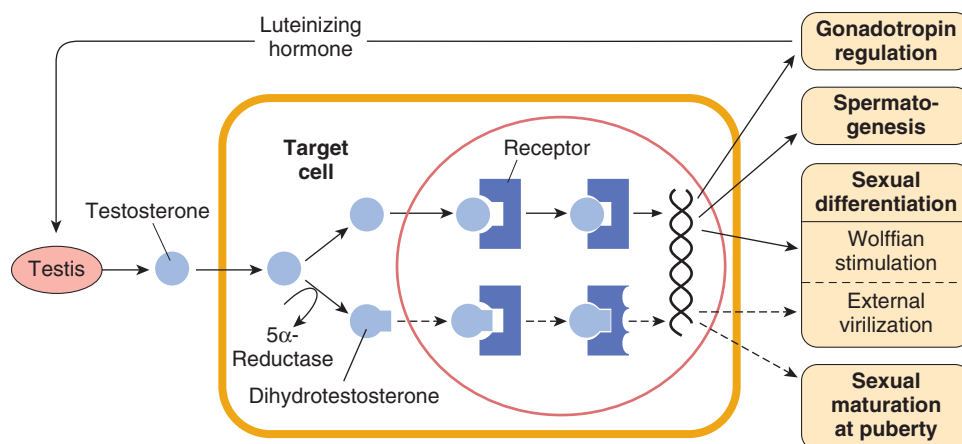 Luteinizing
hormone
Gonadotropin
regulation
Spermato-
genesis
Target
cell
Receptor
Sexual
differentiation
Testosterone
Wolffian
stimulation
Testis
External
virilization
5α-
Reductase
Dihydrotestosterone
Sexual
maturation
at puberty